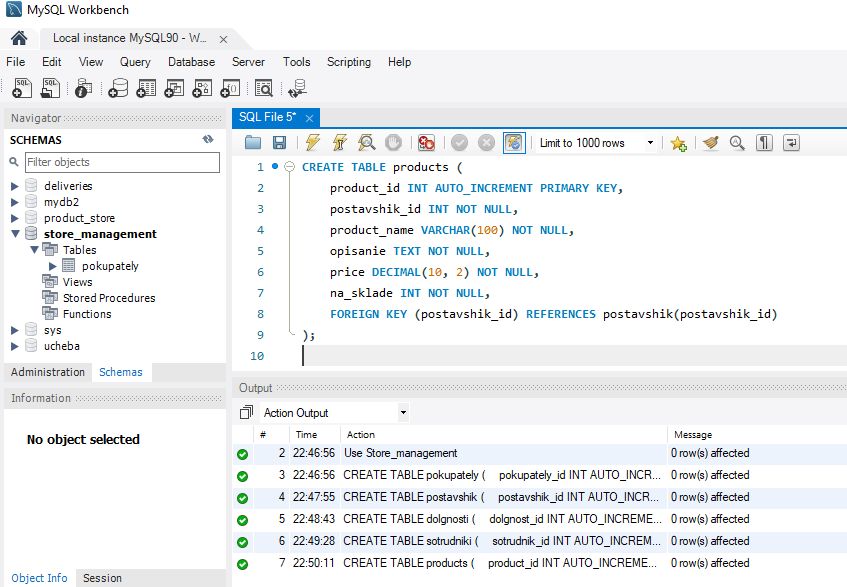 MySQL Workbench
Local instance MySQL90 - W...
File Edit View Query Database Server Tools Scripting Help
Navigator
SCHEMAS
Filter objects
deliveries
mydb2
product_store
store_management
Tables
pokupately
Views
Stored Procedures
Functions
sys
ucheba
Administration Schemas
Information
No object selected
Object Info Session
SQL File 5*
Limit to 1000 rows
1 CREATE TABLE products (
2 product_id INT AUTO_INCREMENT PRIMARY KEY,
3 postavshik_id INT NOT NULL,
4 product_name VARCHAR(100) NOT NULL,
5 opisanie TEXT NOT NULL,
6 price DECIMAL(10, 2) NOT NULL,
7 na_sklade INT NOT NULL,
8 FOREIGN KEY (postavshik_id) REFERENCES postavshik(postavshik_id)
9 );
10
Output
Action Output
# Time Action Message
2 22:46:56 Use Store_management 0 row(s) affected
3 22:46:56 CREATE TABLE pokupately ( pokupately_id INT AUTO_INCR... 0 row(s) affected
4 22:47:55 CREATE TABLE postavshik ( postavshik_id INT AUTO_INCR... 0 row(s) affected
5 22:48:43 CREATE TABLE dolgnosti ( dolgnost_id INT AUTO_INCREME... 0 row(s) affected
6 22:49:28 CREATE TABLE sotrudniki ( sotrudnik_id INT AUTO_INCREM... 0 row(s) affected
7 22:50:11 CREATE TABLE products ( product_id INT AUTO_INCREME... 0 row(s) affected